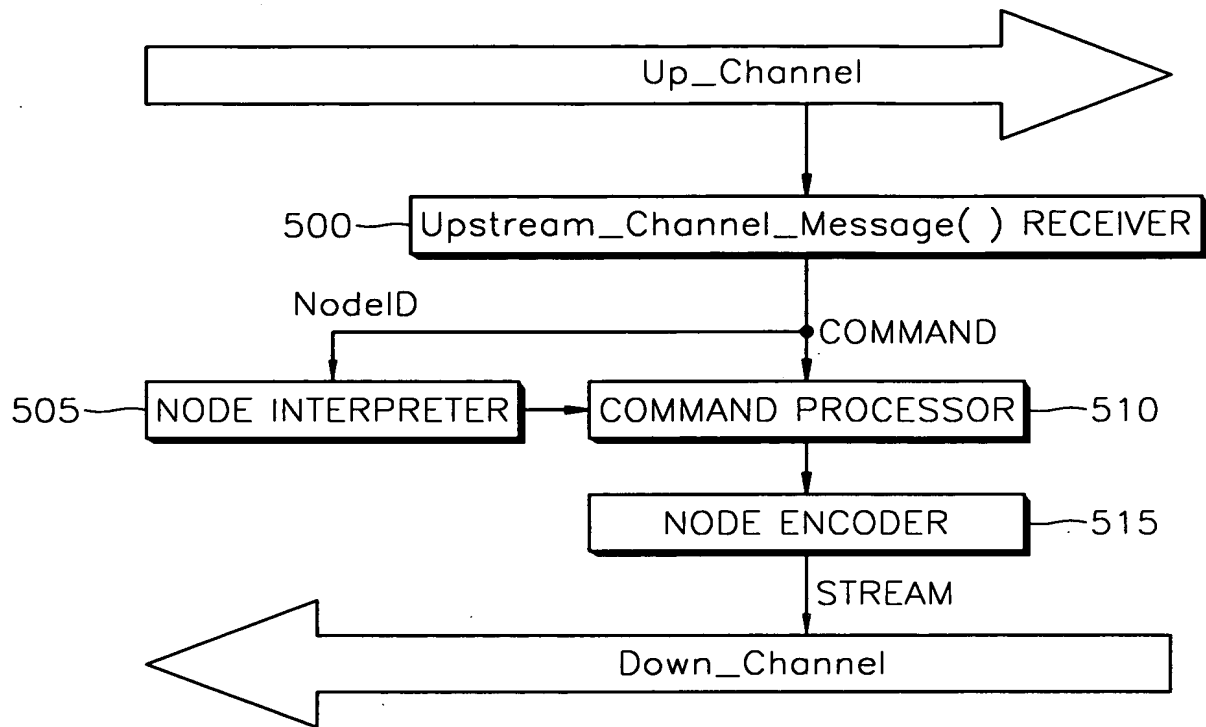 Up_Channel
500 Upstream_Channel_Message( ) RECEIVER
NodeID
COMMAND
505 NODE INTERPRETER COMMAND PROCESSOR 510
NODE ENCODER 515
STREAM
Down_Channel